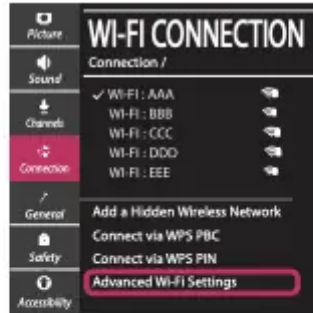 Picture
Sound
Channels
Connection
General
Safety
Accessibility
WI-FI CONNECTION
Connection /
✓ WI-FI : AAA
WI-FI : BBB
WI-FI : CCC
WI-FI : DDD
WI-FI : EEE
Add a Hidden Wireless Network
Connect via WPS PBC
Connect via WPS PIN
Advanced Wi-Fi Settings